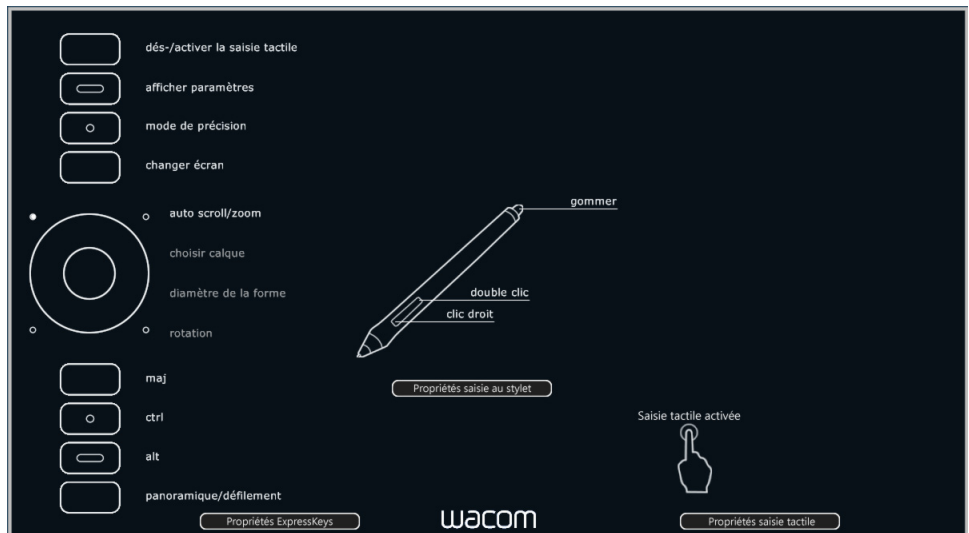 dés-/activer la saisie tactile
afficher paramètres
mode de précision
changer écran
auto scroll/zoom
choisir calque
diamètre de la forme
rotation
maj
ctrl
alt
panoramique/défilement
Propriétés ExpressKeys
gommer
double clic
clic droit
Propriétés saisie au stylet
wacom
Saisie tactile activée
Propriétés saisie tactile